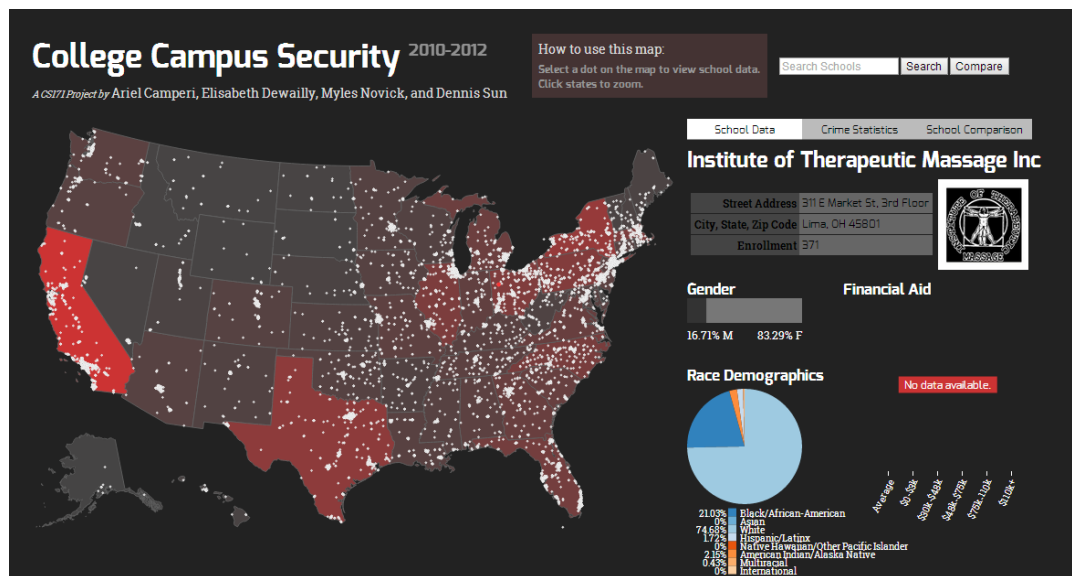 College Campus Security 2010-2012
A CS171 Project by Ariel Camperi, Elisabeth Dewailly, Myles Novick, and Dennis Sun
How to use this map:
Select a dot on the map to view school data.
Click states to zoom.
Search Schools Search Compare
School Data Crime Statistics School Comparison
Institute of Therapeutic Massage Inc
Street Address 311 E Market St, 3rd Floor
City, State, Zip Code Lima, OH 45801
Enrollment 371
INSTITUTE OF THERAPEUTIC
MASSAGE
Gender
16.71% M 83.29% F
Financial Aid
No data available.
Average $0-$3k $30k-$48k $48k-$75k $75k-110k $110k+
Race Demographics
21.03% Black/African-American
0% Asian
74.68% White
1.72% Hispanic/Latinx
0% Native Hawaiian/Other Pacific Islander
2.15% American Indian/Alaska Native
0.43% Multiracial
0% International